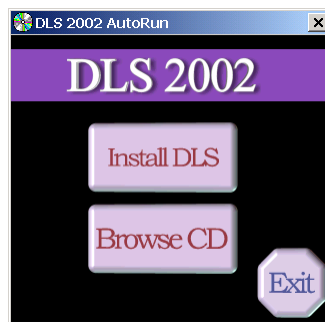 DLS 2002 AutoRun
DLS 2002
Install DLS
Browse CD
Exit